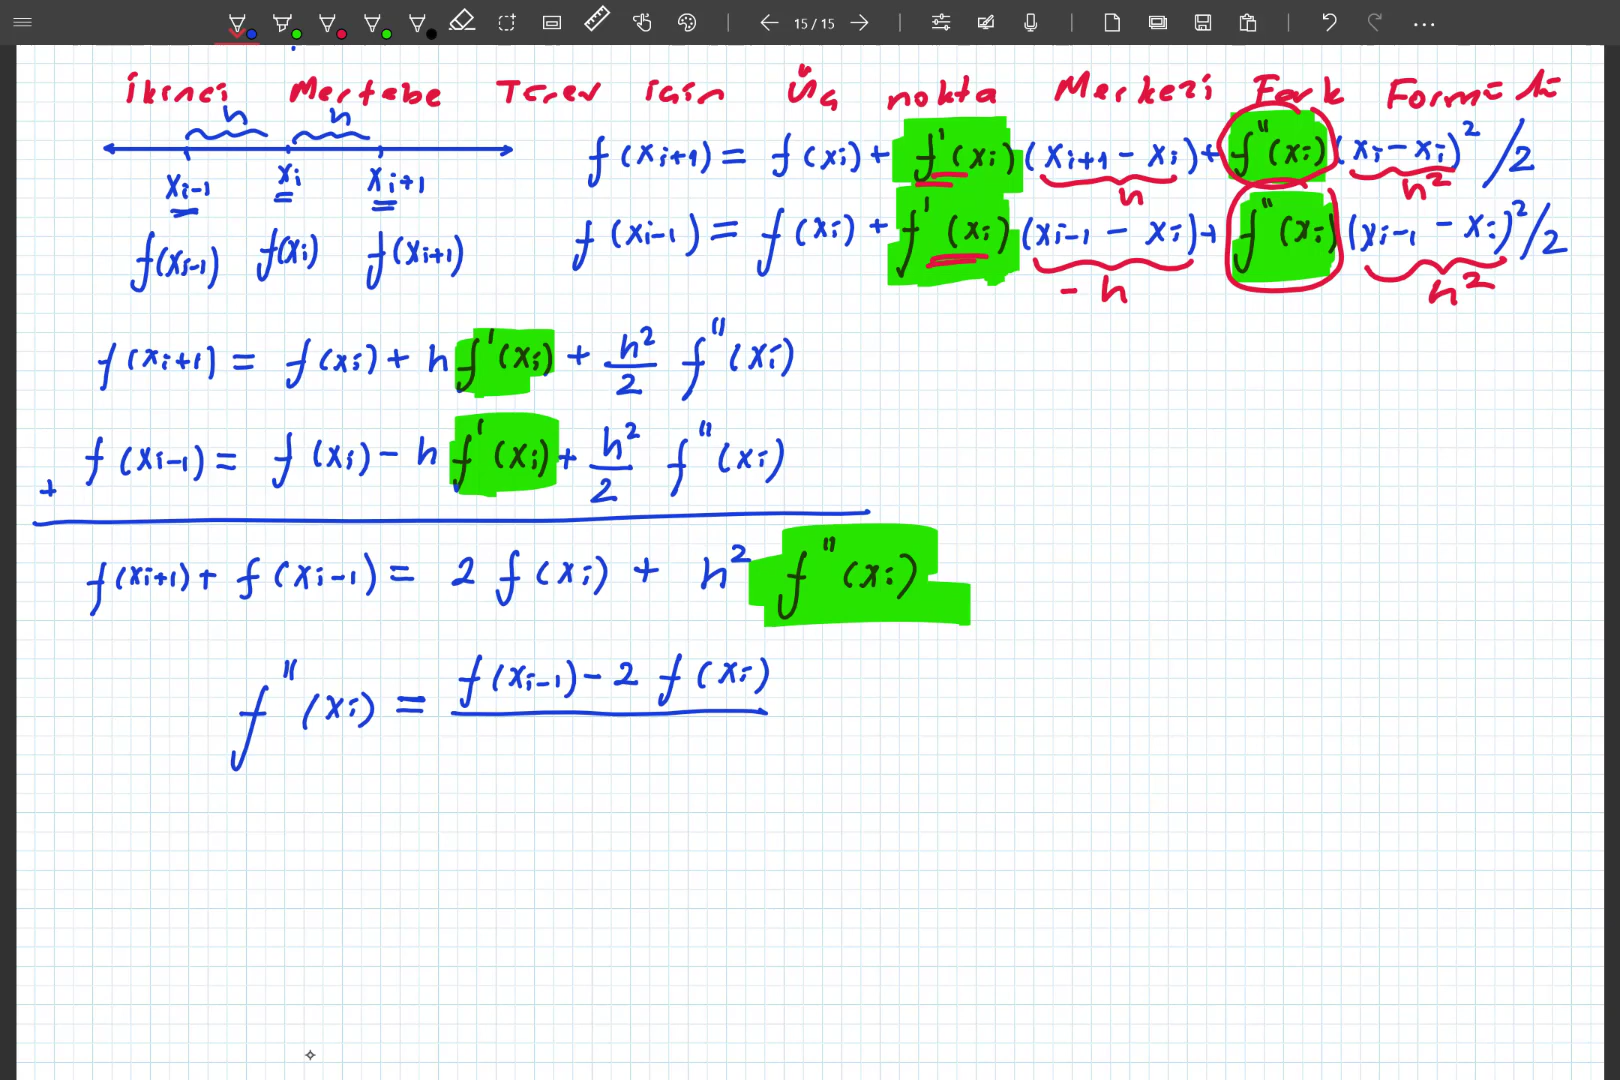 15 / 15
İkinci Mertebe Türev için Üç nokta Merkezi Fark Formülü
h h
f(xi+1) = f(xi) + f'(xi)(xi+1 - xi) + f''(xi)(xi - xi)²/2
h h²
xi-1 xi xi+1
f(xi-1) = f(xi) + f'(xi)(xi-1 - xi) + f''(xi)(xi-1 - xi)²/2
f(xi-1) f(xi) f(xi+1)
- h h²
f(xi+1) = f(xi) + h f'(xi) + h²/2 f''(xi)
f(xi-1) = f(xi) - h f'(xi) + h²/2 f''(xi)
+
f(xi+1) + f(xi-1) = 2 f(xi) + h² f''(xi)
f''(xi) = f(xi-1) - 2 f(xi)